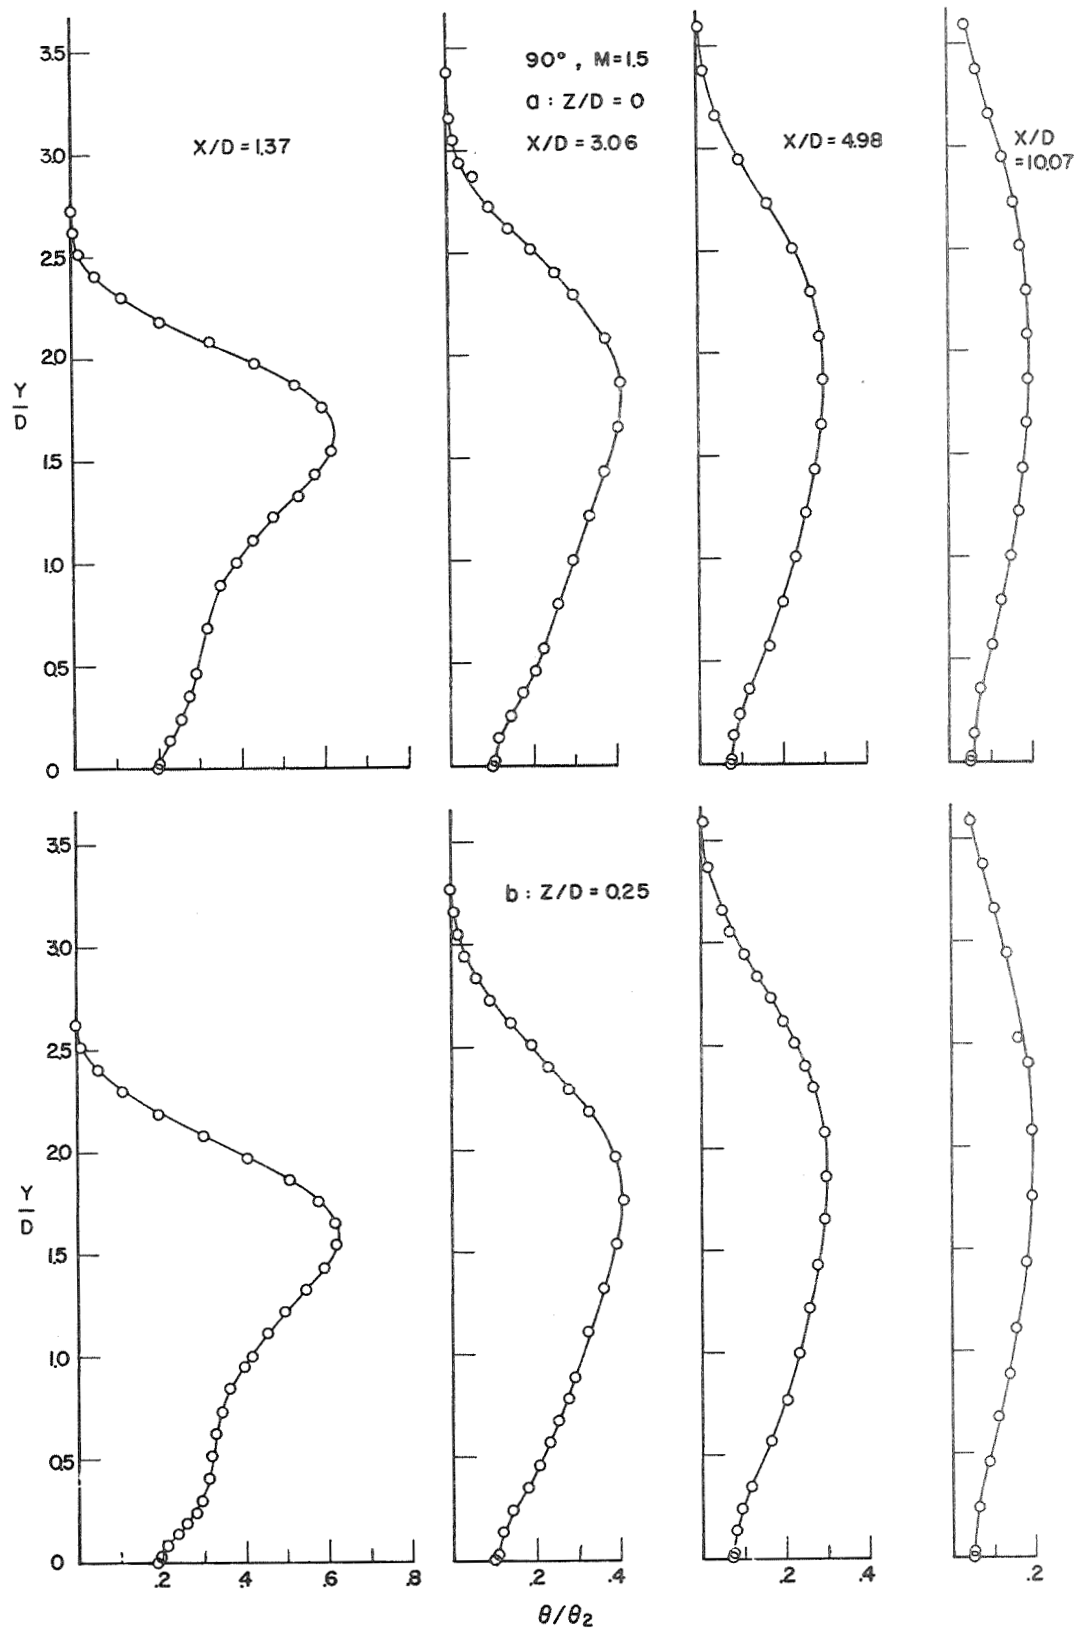 3.5
90°, M=1.5
a: Z/D = 0
X/D = 1.37
X/D = 3.06
X/D = 4.98
X/D
=10.07
3.0
2.5
2.0
Y
D
1.5
1.0
0.5
0
3.5
b: Z/D = 0.25
3.0
2.5
2.0
Y
D
1.5
1.0
0.5
0
.2 .4 .6 .8 .2 .4 .2 .4 .2
θ/θ2